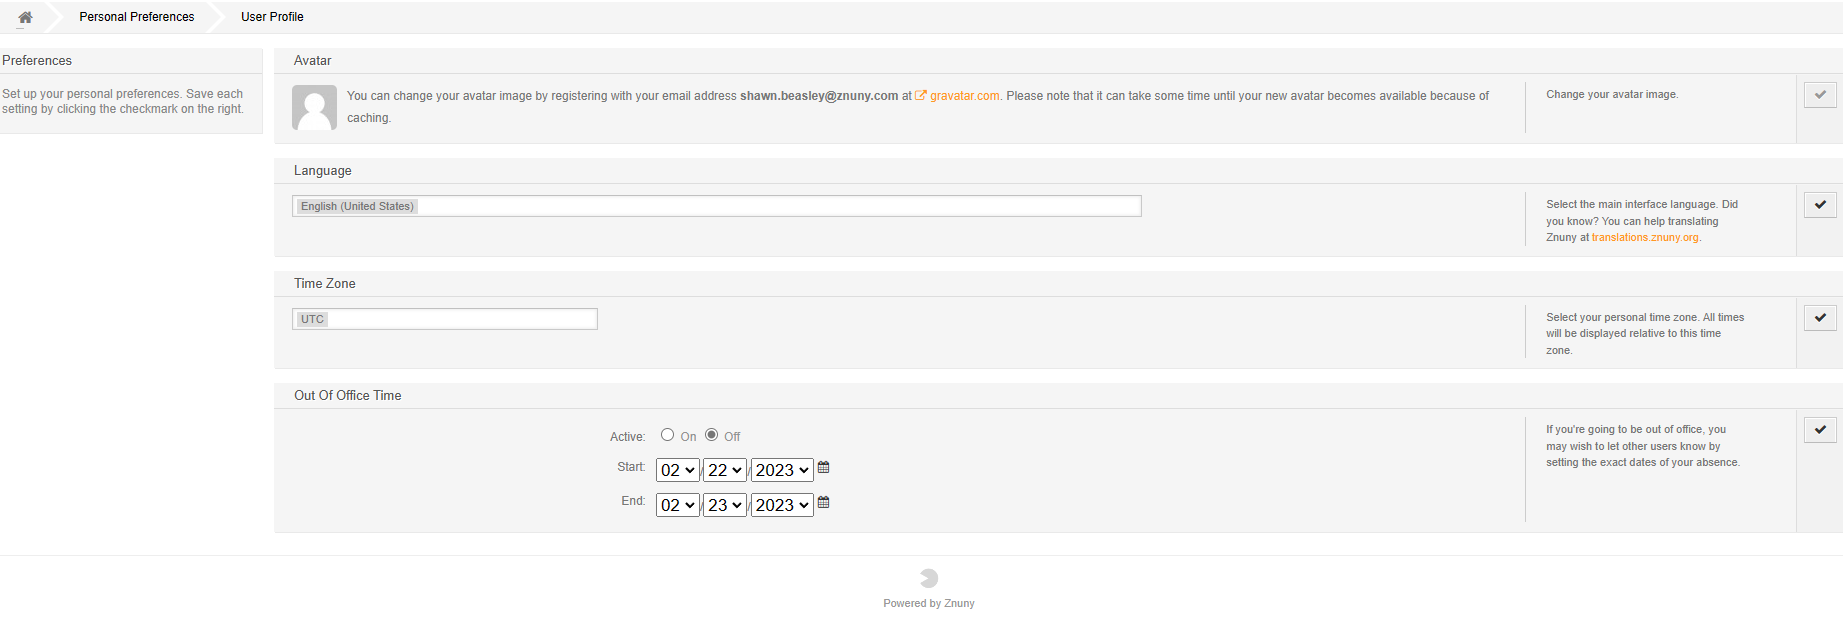 Personal Preferences
User Profile
Preferences
Set up your personal preferences. Save each
setting by clicking the checkmark on the right.
Avatar
You can change your avatar image by registering with your email address shawn.beasley@znuny.com at gravatar.com. Please note that it can take some time until your new avatar becomes available because of
caching.
Change your avatar image.
Language
English (United States)
Select the main interface language. Did
you know? You can help translating
Znuny at translations.znuny.org.
Time Zone
UTC
Select your personal time zone. All times
will be displayed relative to this time
zone.
Out Of Office Time
Active: On Off
Start: 02 / 22 / 2023
End: 02 / 23 / 2023
If you're going to be out of office, you
may wish to let other users know by
setting the exact dates of your absence.
Powered by Znuny